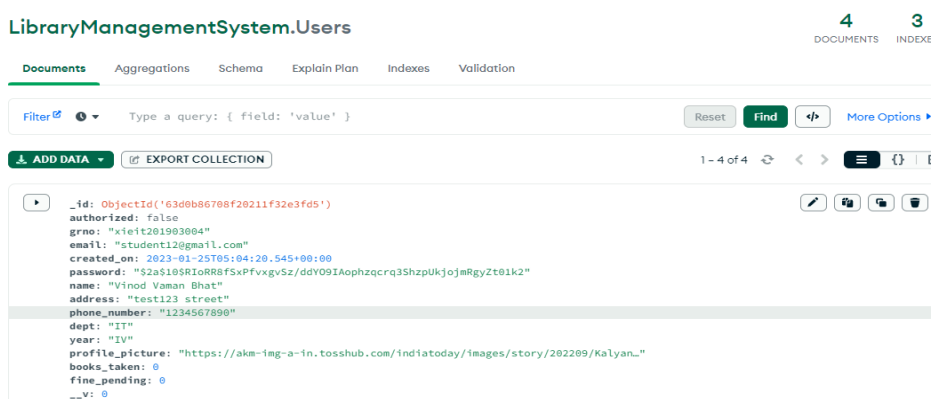 LibraryManagementSystem.Users
4
DOCUMENTS
3
INDEXE
Documents Aggregations Schema Explain Plan Indexes Validation
Filter Type a query: { field: 'value' } Reset Find </> More Options
ADD DATA EXPORT COLLECTION 1 – 4 of 4 {}
_id: ObjectId('63d0b86708f20211f32e3fd5')
authorized: false
grno: "xieit201903004"
email: "student12@gmail.com"
created_on: 2023-01-25T05:04:20.545+00:00
password: "$2a$10$RIoRR8fSxPfvxgvSz/ddYO9IAophzqcrq3ShzpUkjojmRgyZt01k2"
name: "Vinod Vaman Bhat"
address: "test123 street"
phone_number: "1234567890"
dept: "IT"
year: "IV"
profile_picture: "https://akm-img-a-in.tosshub.com/indiatoday/images/story/202209/Kalyan…"
books_taken: 0
fine_pending: 0
__v: 0